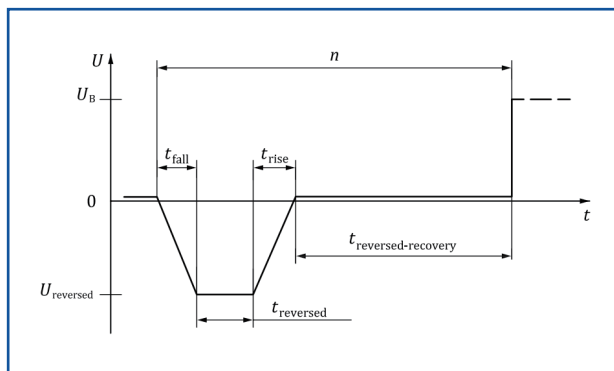 n
U
U_B
t_fall
t_rise
0
t
t_reversed-recovery
U_reversed
t_reversed